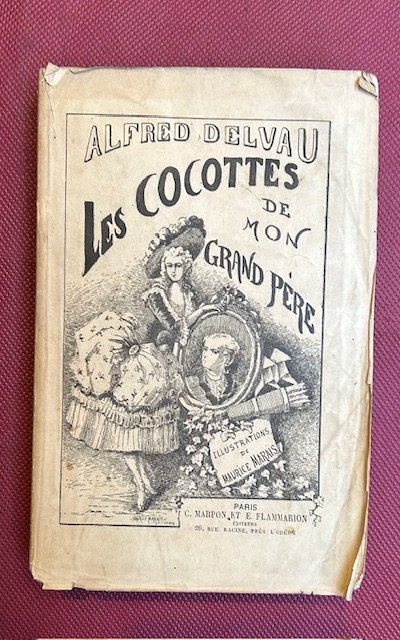 ALFRED DELVAU
LES COCOTTES
DE
MON
GRAND PÈRE
ILLUSTRATIONS
DE
MAURICE MARAIS
PARIS
C. MARPON ET E. FLAMMARION
ÉDITEURS
26, RUE RACINE, PRÈS L'ODÉON